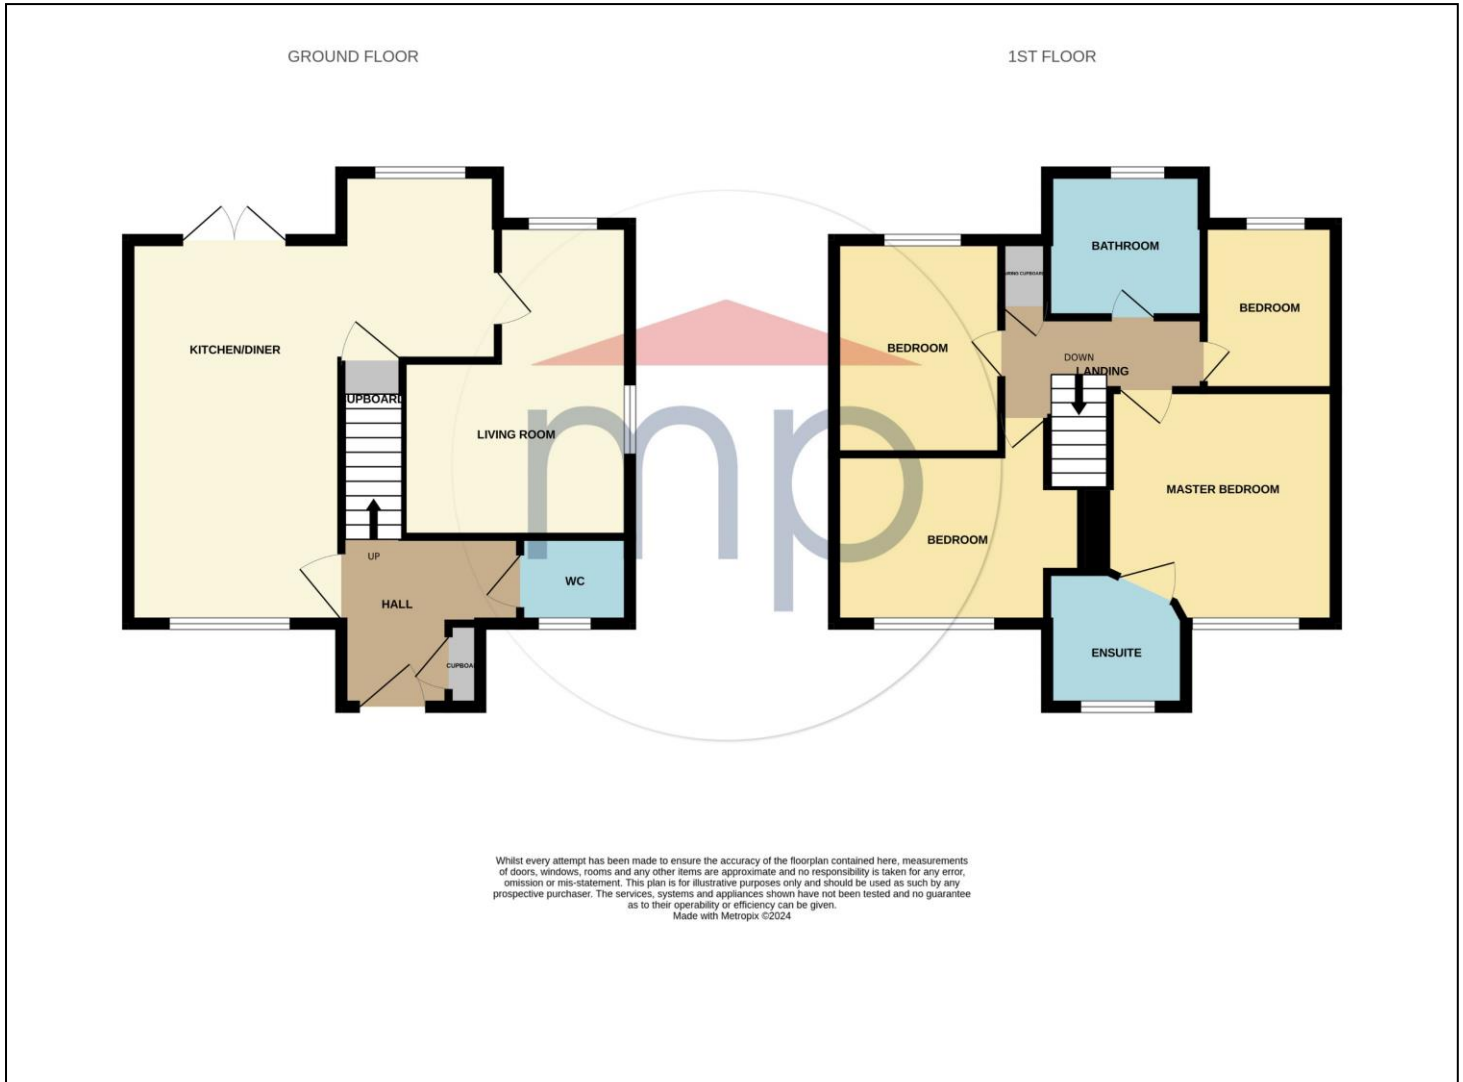 GROUND FLOOR
1ST FLOOR
KITCHEN/DINER
UPBOARD
LIVING ROOM
UP
HALL
WC
CUPBOA
BATHROOM
BEDROOM
BEDROOM
DOWN
LANDING
MASTER BEDROOM
BEDROOM
ENSUITE
mp
Whilst every attempt has been made to ensure the accuracy of the floorplan contained here, measurements
of doors, windows, rooms and any other items are approximate and no responsibility is taken for any error,
omission or mis-statement. This plan is for illustrative purposes only and should be used as such by any
prospective purchaser. The services, systems and appliances shown have not been tested and no guarantee
as to their operability or efficiency can be given.
Made with Metropix ©2024